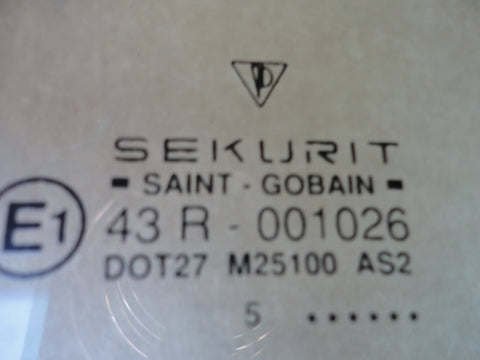 SEKURIT
SAINT - GOBAIN
E1
43 R - 001026
DOT27 M25100 AS2
5 ......